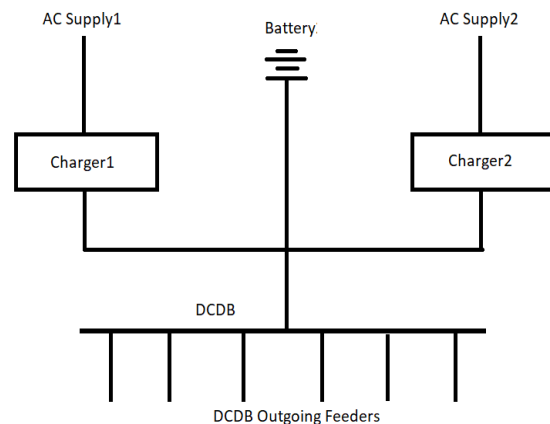 AC Supply1
Battery
AC Supply2
Charger1
Charger2
DCDB
DCDB Outgoing Feeders